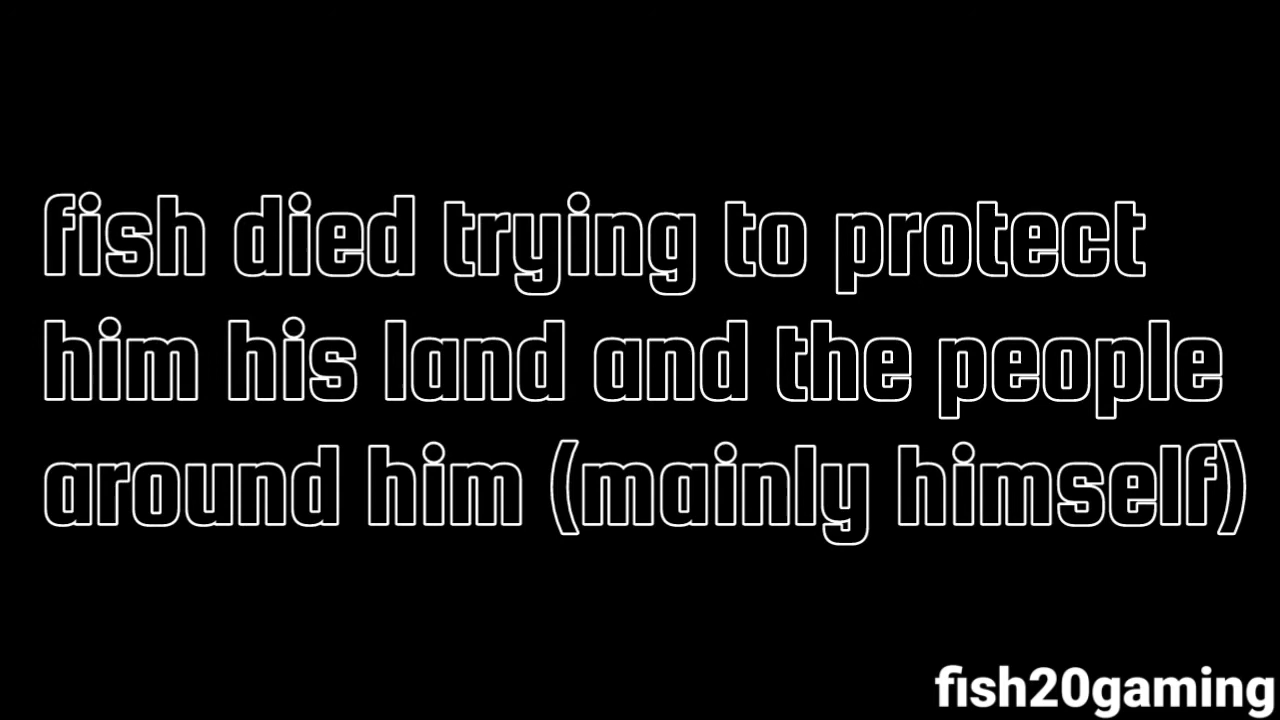 fish died trying to protect
him his land and the people
around him (mainly himself)
fish20gaming